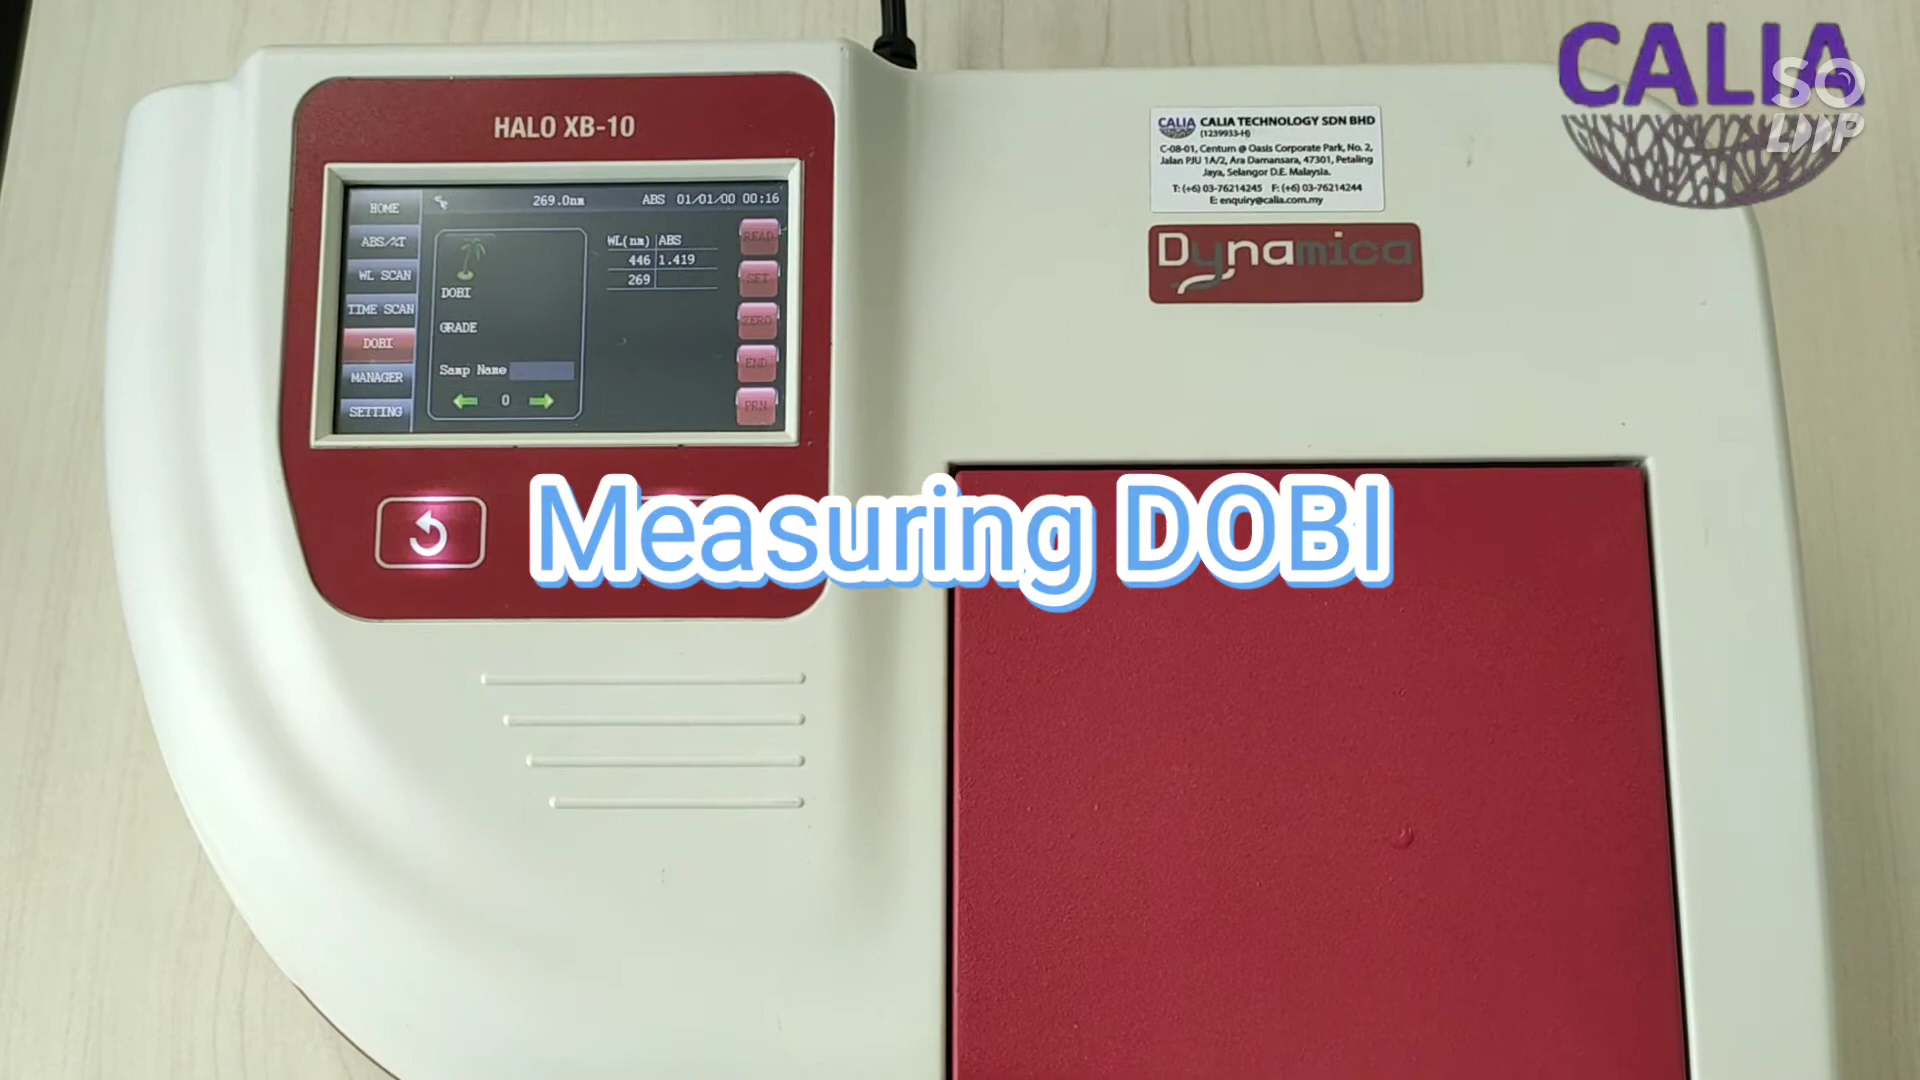 CALIA
SO
LOOP
HALO XB-10
CALIA CALIA TECHNOLOGY SDN BHD
(1239933-H)
C-08-01, Centum @ Oasis Corporate Park, No. 2,
Jalan PJU 1A/2, Ara Damansara, 47301, Petaling
Jaya, Selangor D.E. Malaysia.
T: (+6) 03-76214245 F: (+6) 03-76214244
E: enquiry@calia.com.my
Dynamica
269.0nm ABS 01/01/00 00:16
HOME
ABS/%T
WL SCAN
TIME SCAN
DOBI
MANAGER
SETTING
DOBI
GRADE
Samp Name
0
WL(nm) ABS
446 1.419
269
READ
SET
ZERO
END
PRN
Measuring DOBI